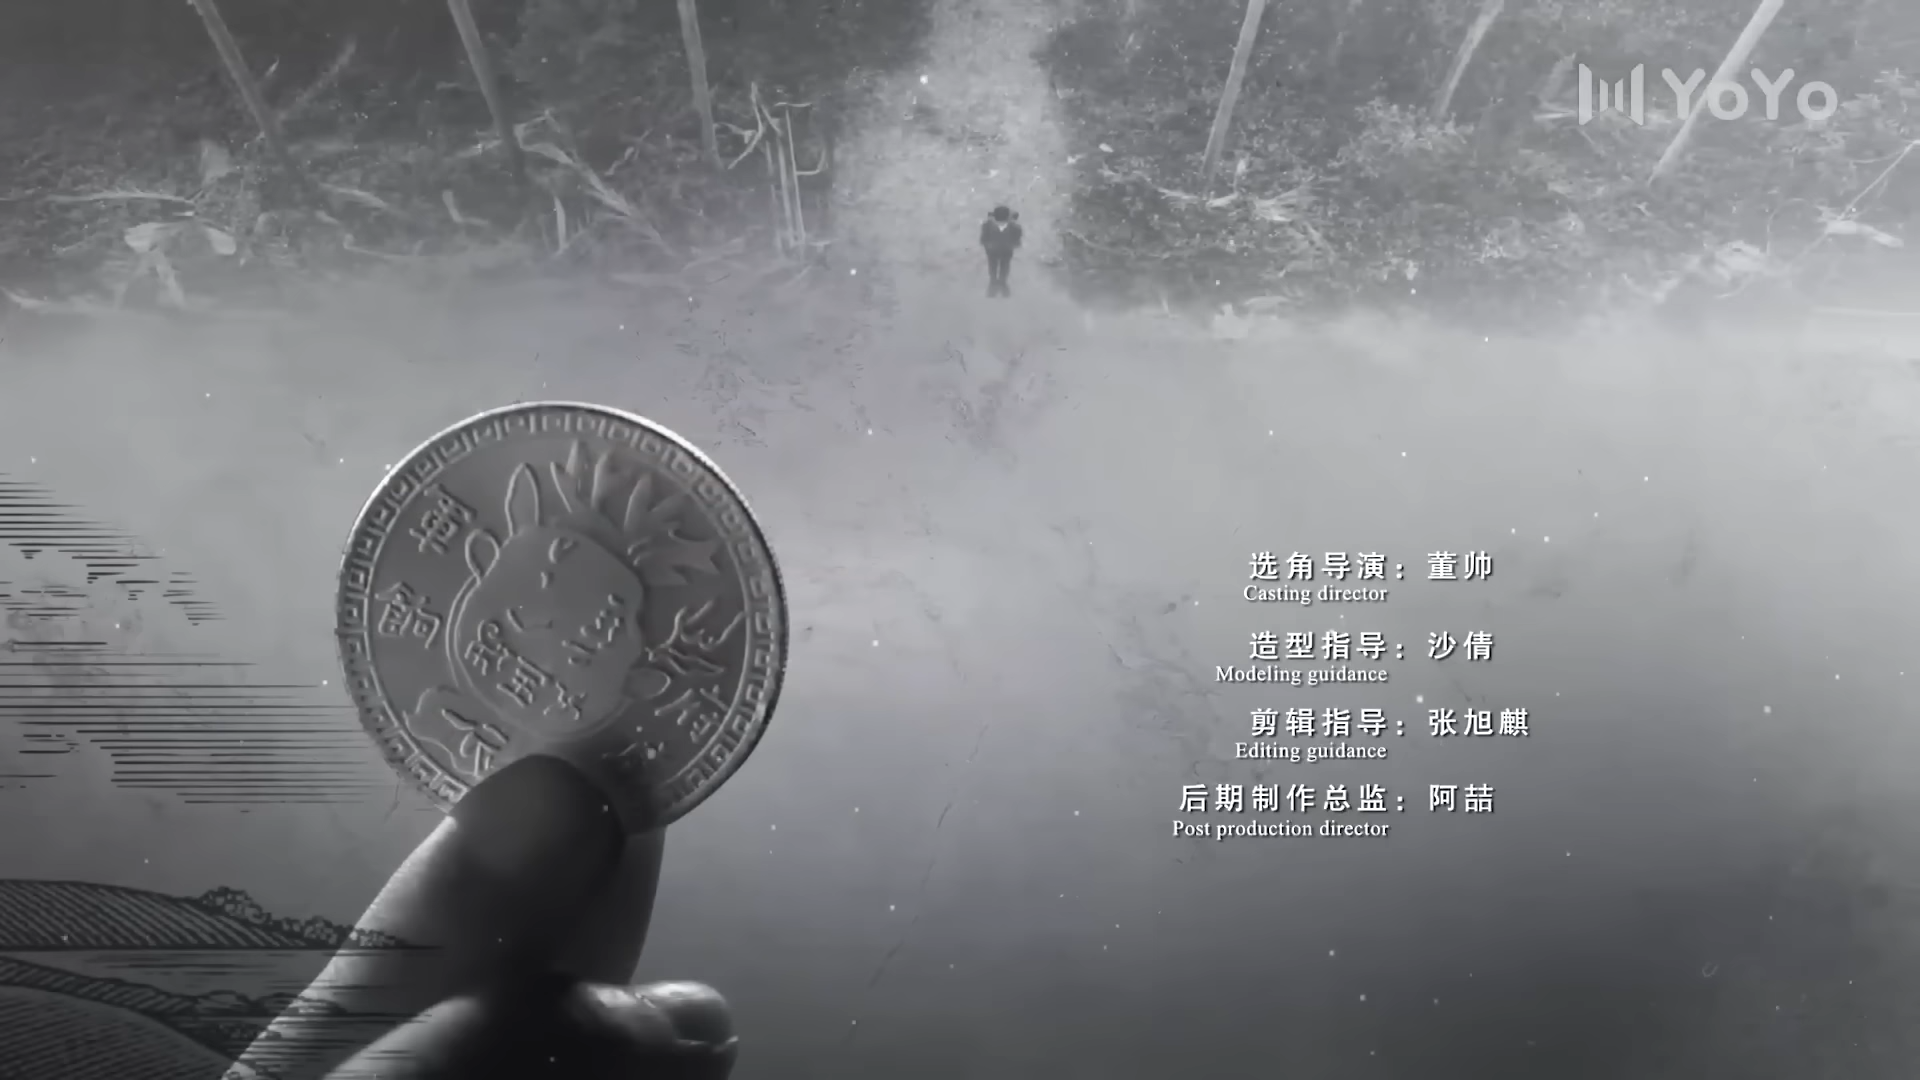 YoYo
选角导演：董帅
Casting director
造型指导：沙倩
Modeling guidance
剪辑指导：张旭麒
Editing guidance
后期制作总监：阿喆
Post production director